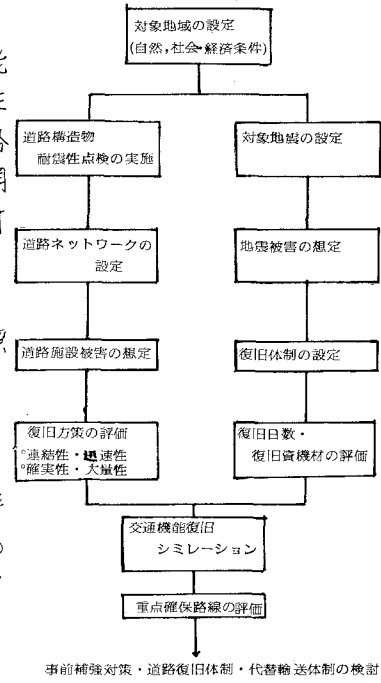 対象地域の設定
(自然,社会・経済条件)
道路構造物
耐震性点検の実施
対象地震の設定
道路ネットワークの
設定
地震被害の想定
道路施設被害の想定
復旧体制の設定
復旧方策の評価
°連結性・迅速性
°確実性・大量性
復旧日数・
復旧資機材の評価
交通機能復旧
シミレーション
重点確保路線の評価
事前補強対策・道路復旧体制・代替輸送体制の検討